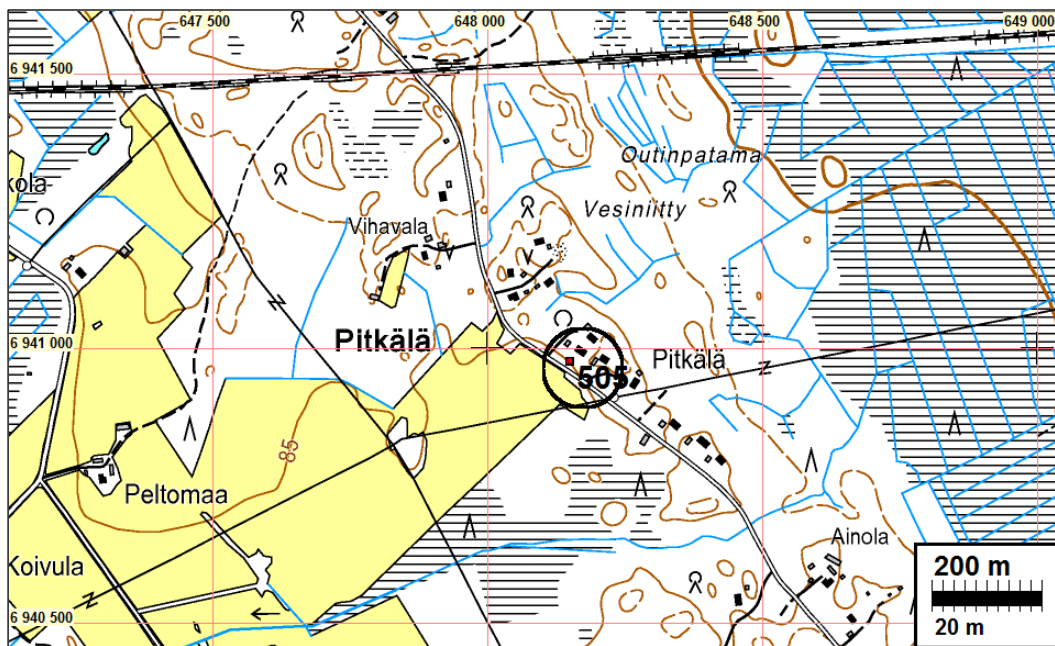 647 500
648 000
648 500
649 000
6 941 500
Outinpatama
kola
Vesiniitty
Vihavala
Pitkälä
6 941 000
Pitkälä
505
85
Peltomaa
Ainola
Koivula
200 m
6 940 500
20 m